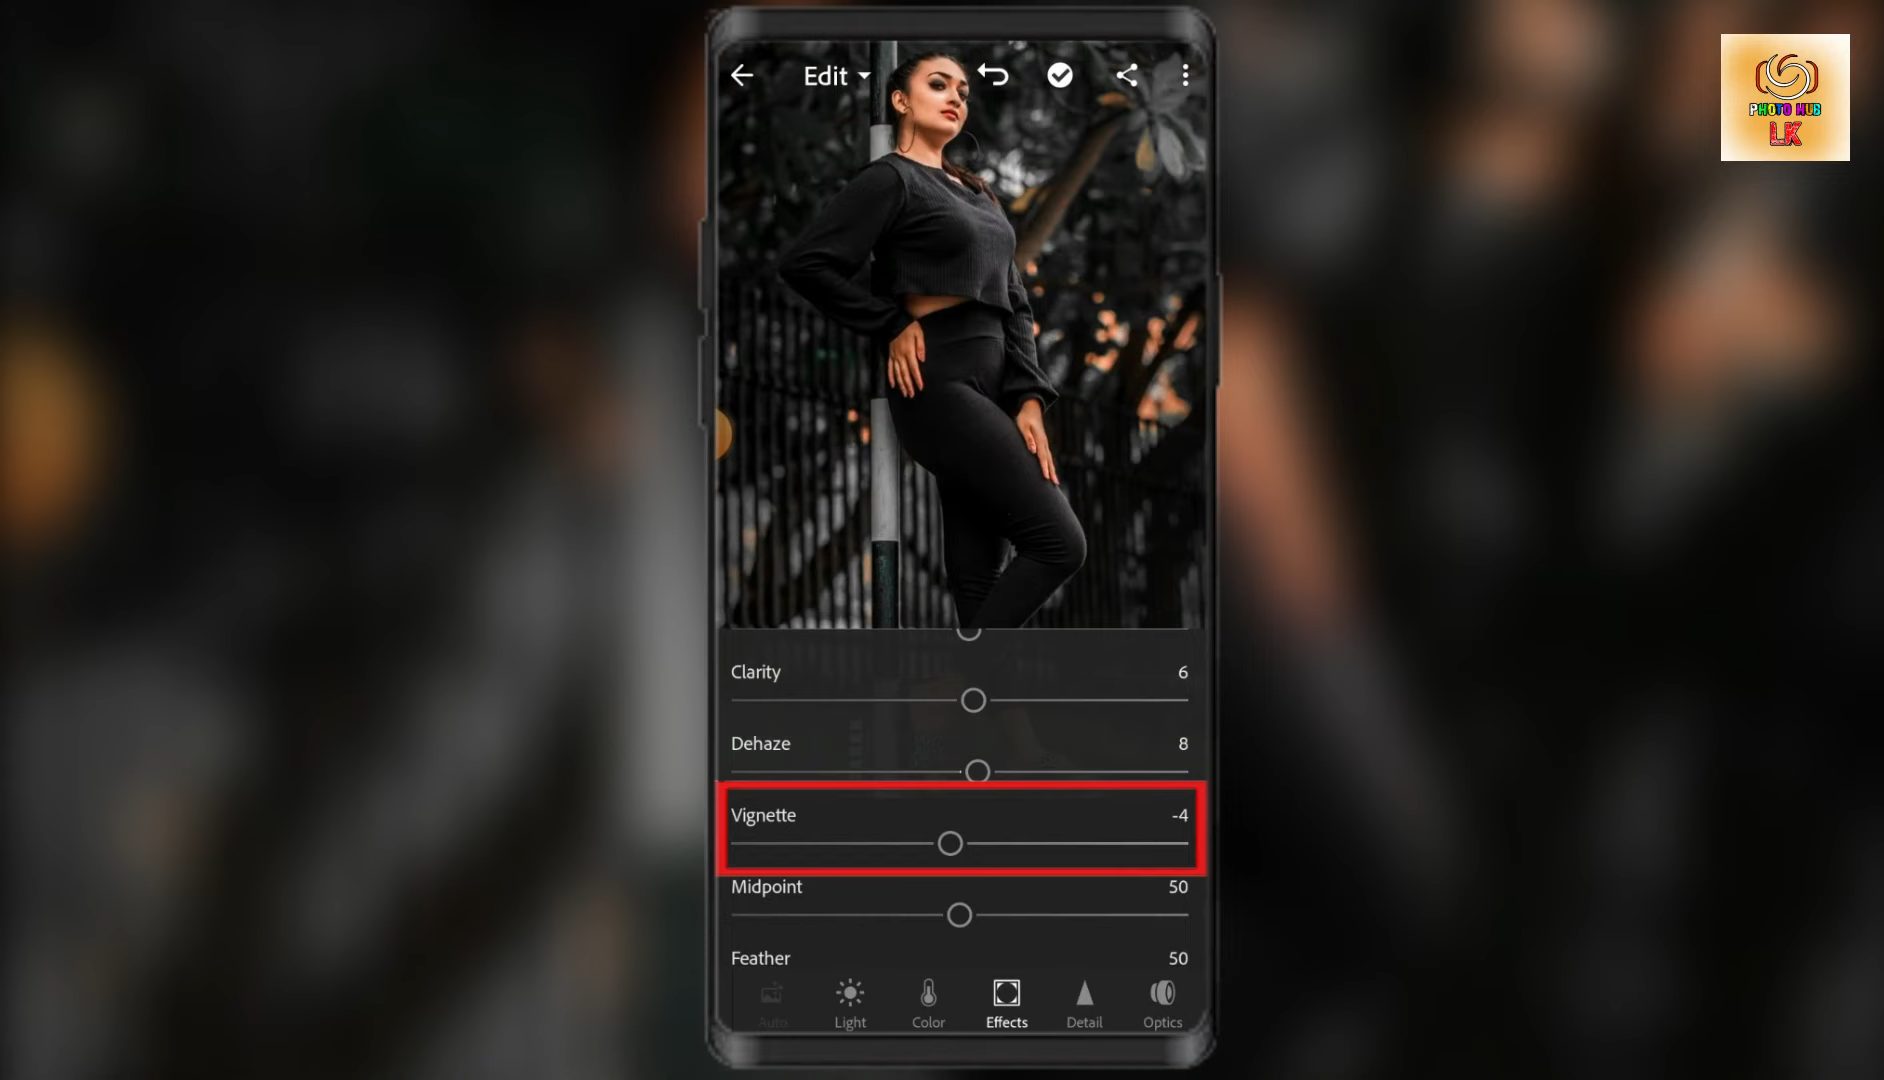 Edit
PHOTO HUB
LK
Clarity 6
Dehaze 8
Vignette -4
Midpoint 50
Feather 50
Auto Light Color Effects Detail Optics